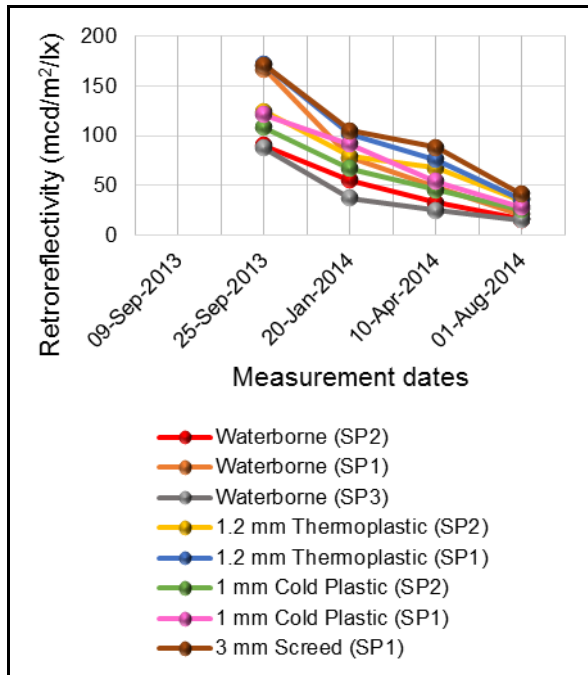 200
150
100
50
0
Retroreflectivity (mcd/m²/lx)
09-Sep-2013
25-Sep-2013
20-Jan-2014
10-Apr-2014
01-Aug-2014
Measurement dates
Waterborne (SP2)
Waterborne (SP1)
Waterborne (SP3)
1.2 mm Thermoplastic (SP2)
1.2 mm Thermoplastic (SP1)
1 mm Cold Plastic (SP2)
1 mm Cold Plastic (SP1)
3 mm Screed (SP1)